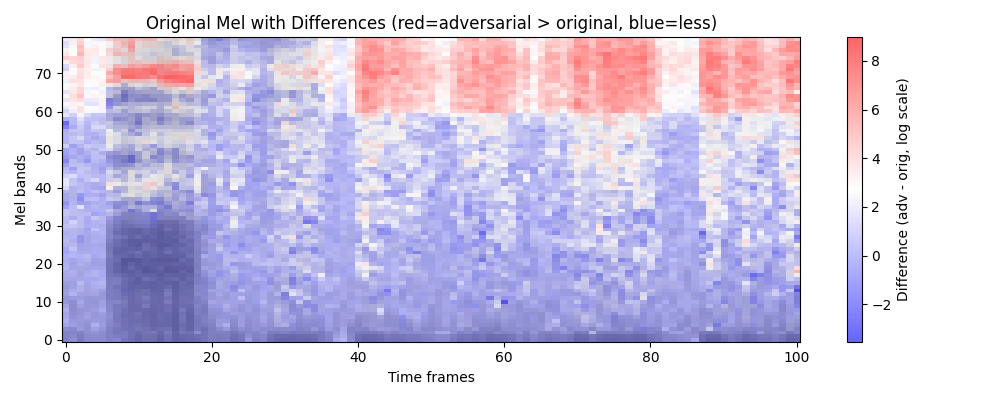 Original Mel with Differences (red=adversarial > original, blue=less)
Mel bands
70
60
50
40
30
20
10
0
0 20 40 60 80 100
Time frames
8
6
4
2
0
−2
Difference (adv - orig, log scale)